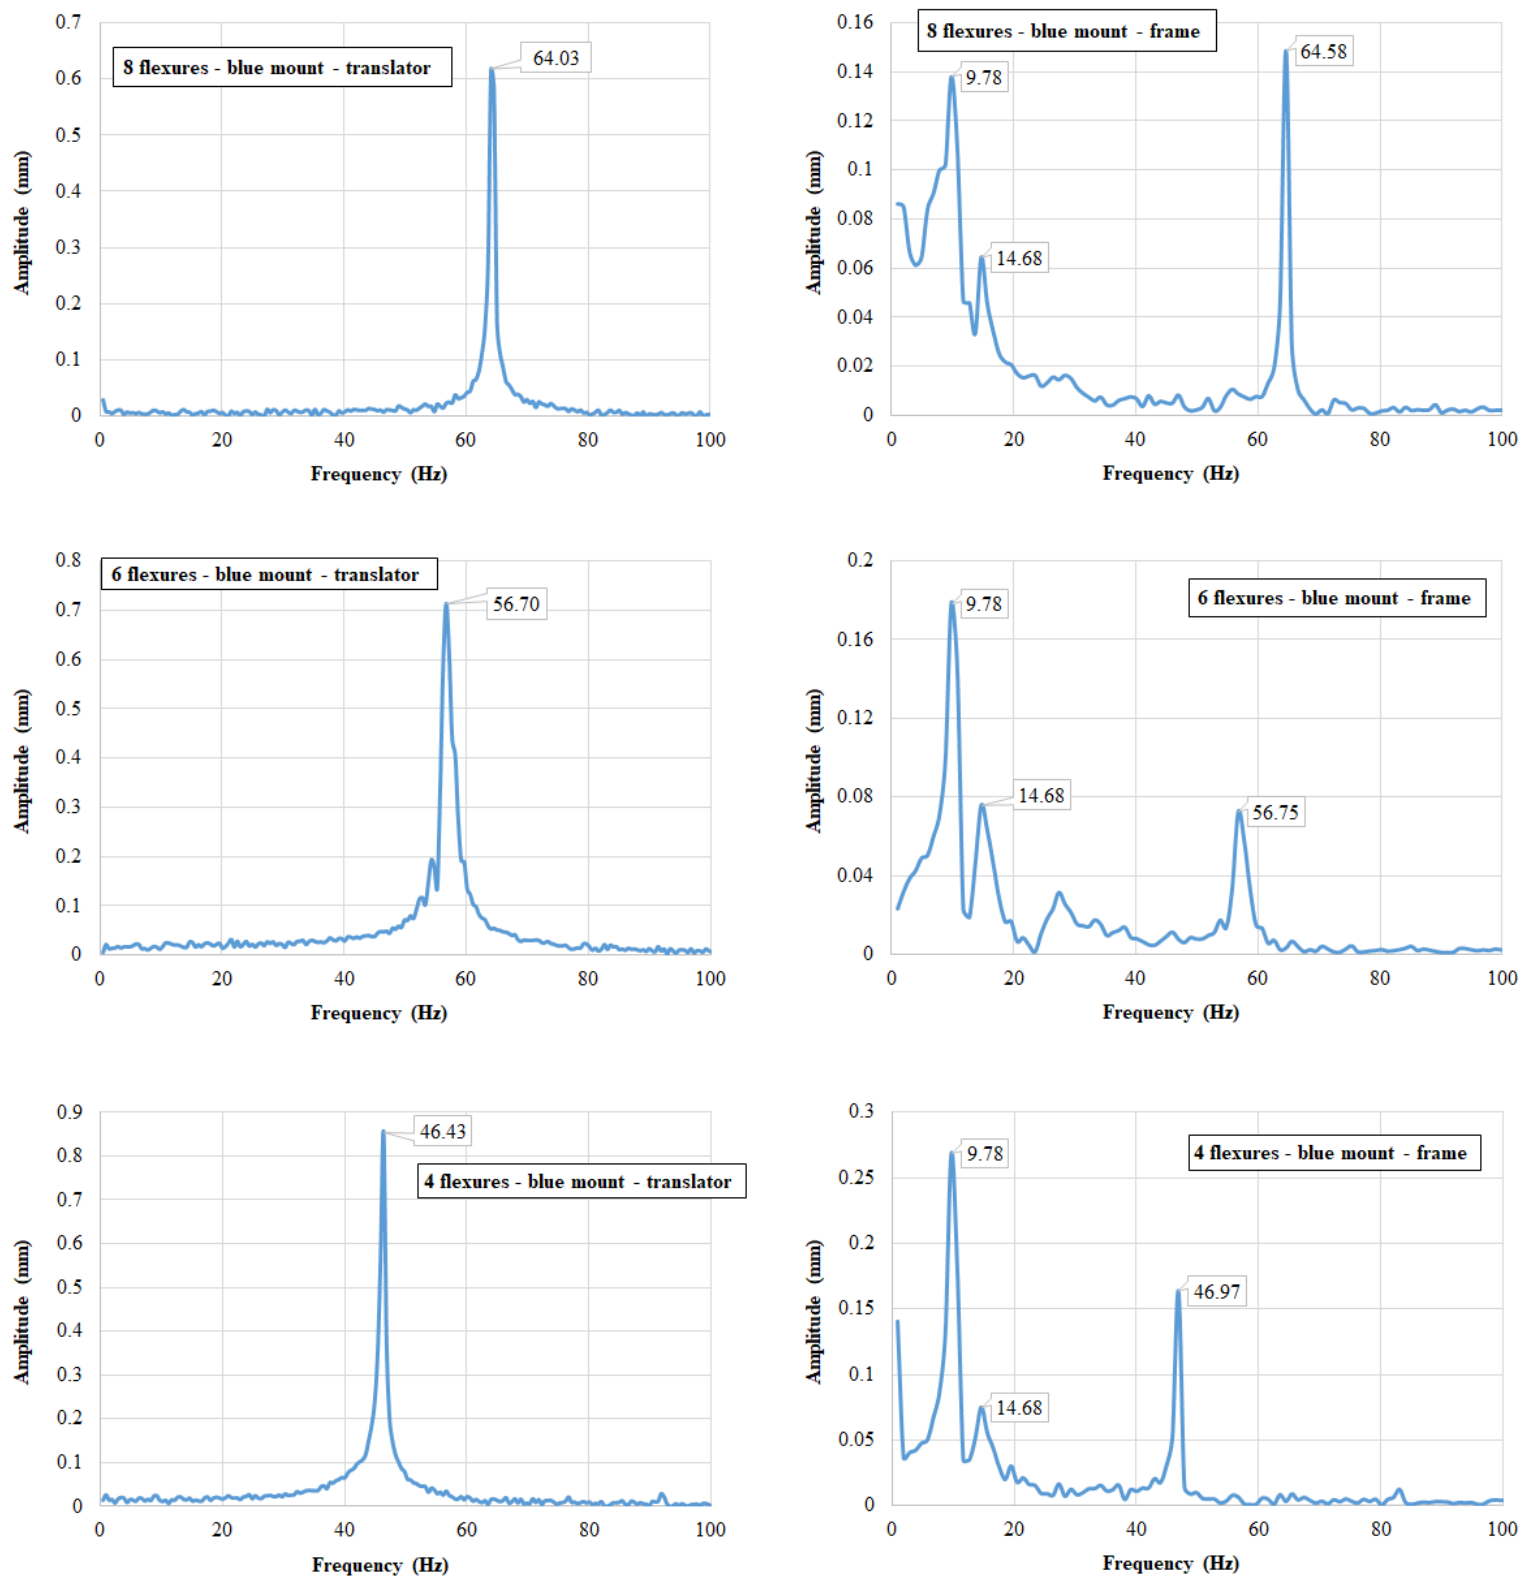 8 flexures - blue mount - translator
64.03
0.7
0.6
0.5
0.4
0.3
0.2
0.1
0
Amplitude (mm)
0 20 40 60 80 100
Frequency (Hz)
8 flexures - blue mount - frame
9.78
14.68
64.58
0.16
0.14
0.12
0.1
0.08
0.06
0.04
0.02
0
Amplitude (mm)
0 20 40 60 80 100
Frequency (Hz)
6 flexures - blue mount - translator
56.70
0.8
0.7
0.6
0.5
0.4
0.3
0.2
0.1
0
Amplitude (mm)
0 20 40 60 80 100
Frequency (Hz)
6 flexures - blue mount - frame
9.78
14.68
56.75
0.2
0.16
0.12
0.08
0.04
0
Amplitude (mm)
0 20 40 60 80 100
Frequency (Hz)
46.43
4 flexures - blue mount - translator
0.9
0.8
0.7
0.6
0.5
0.4
0.3
0.2
0.1
0
Amplitude (mm)
0 20 40 60 80 100
Frequency (Hz)
4 flexures - blue mount - frame
9.78
14.68
46.97
0.3
0.25
0.2
0.15
0.1
0.05
0
Amplitude (mm)
0 20 40 60 80 100
Frequency (Hz)